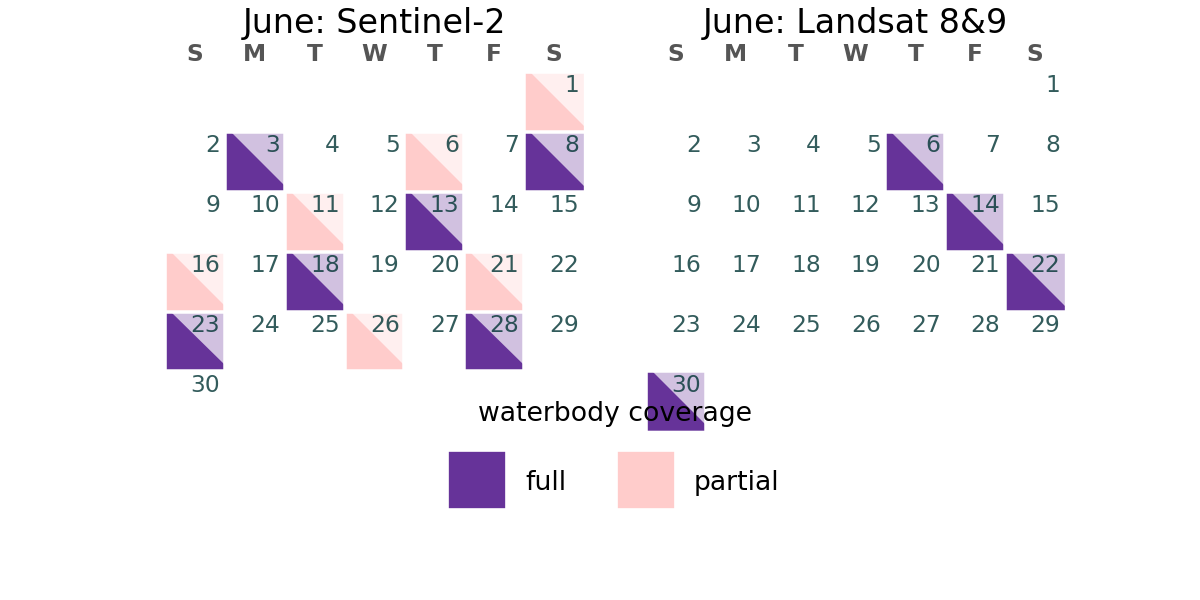 June: Sentinel-2
S M T W T F S
1
2 3 4 5 6 7 8
9 10 11 12 13 14 15
16 17 18 19 20 21 22
23 24 25 26 27 28 29
30
June: Landsat 8&9
S M T W T F S
1
2 3 4 5 6 7 8
9 10 11 12 13 14 15
16 17 18 19 20 21 22
23 24 25 26 27 28 29
30
waterbody coverage
full partial